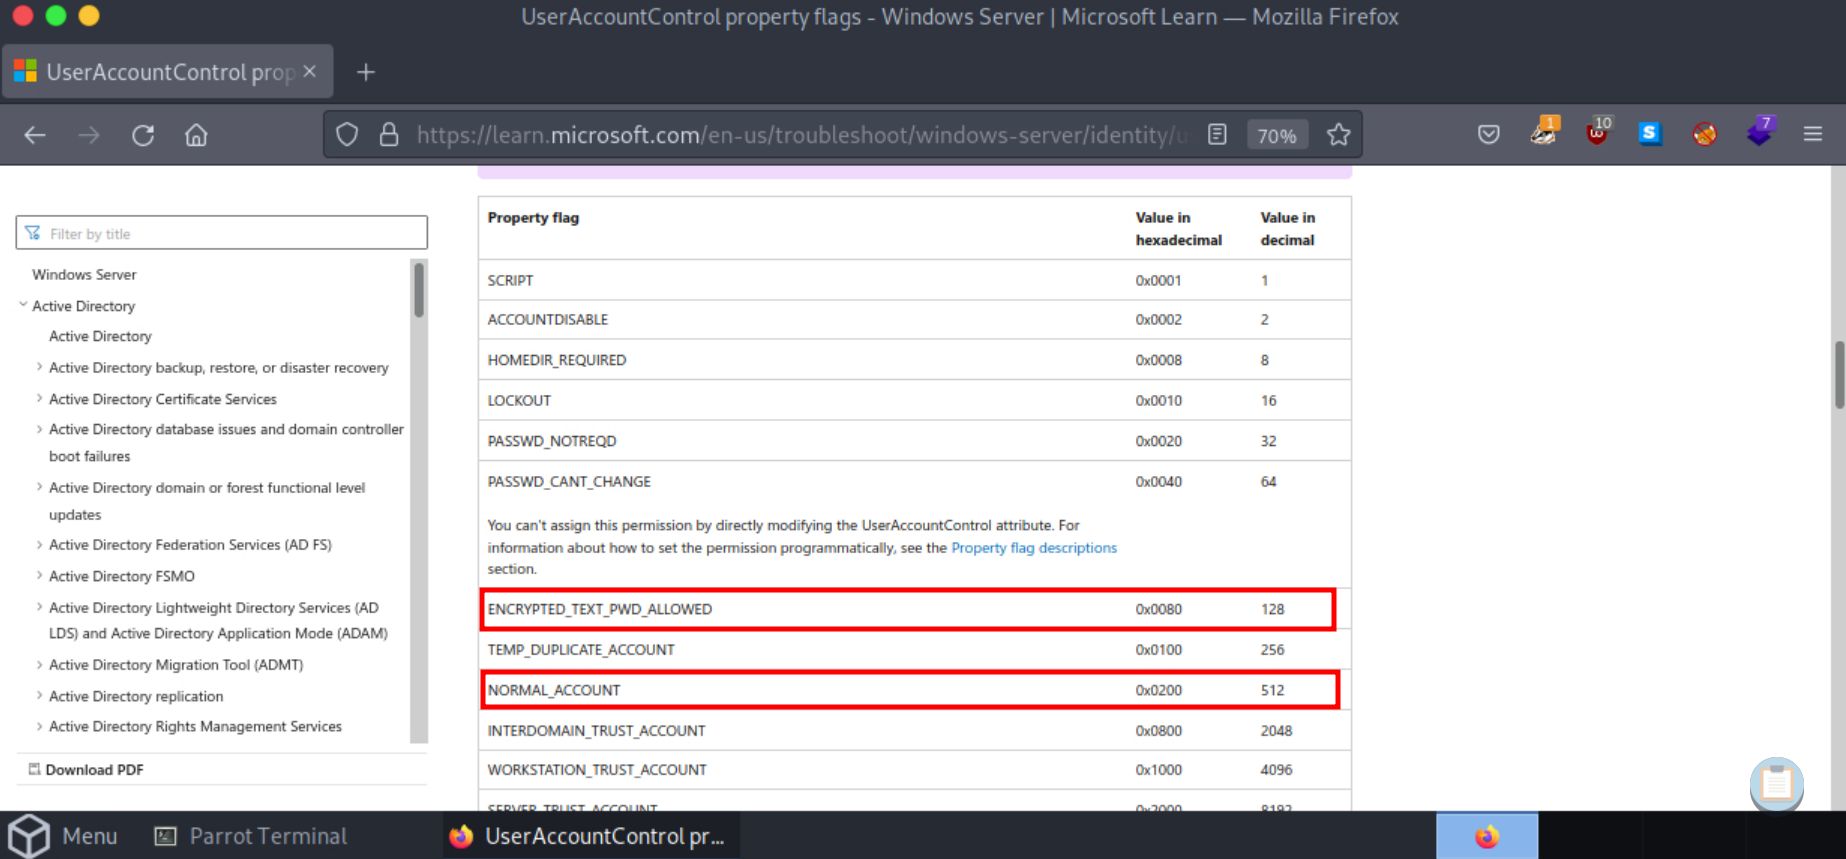 UserAccountControl property flags - Windows Server | Microsoft Learn — Mozilla Firefox
UserAccountControl prop
https://learn.microsoft.com/en-us/troubleshoot/windows-server/identity/u
70%
1
10
S
7
Filter by title
Windows Server
Active Directory
Active Directory
Active Directory backup, restore, or disaster recovery
Active Directory Certificate Services
Active Directory database issues and domain controller
boot failures
Active Directory domain or forest functional level
updates
Active Directory Federation Services (AD FS)
Active Directory FSMO
Active Directory Lightweight Directory Services (AD
LDS) and Active Directory Application Mode (ADAM)
Active Directory Migration Tool (ADMT)
Active Directory replication
Active Directory Rights Management Services
Download PDF
Property flag Value in Value in
hexadecimal decimal
SCRIPT 0x0001 1
ACCOUNTDISABLE 0x0002 2
HOMEDIR_REQUIRED 0x0008 8
LOCKOUT 0x0010 16
PASSWD_NOTREQD 0x0020 32
PASSWD_CANT_CHANGE 0x0040 64
You can't assign this permission by directly modifying the UserAccountControl attribute. For
information about how to set the permission programmatically, see the Property flag descriptions
section.
ENCRYPTED_TEXT_PWD_ALLOWED 0x0080 128
TEMP_DUPLICATE_ACCOUNT 0x0100 256
NORMAL_ACCOUNT 0x0200 512
INTERDOMAIN_TRUST_ACCOUNT 0x0800 2048
WORKSTATION_TRUST_ACCOUNT 0x1000 4096
SERVER_TRUST_ACCOUNT 0x2000 8192
Menu
Parrot Terminal
UserAccountControl pr...